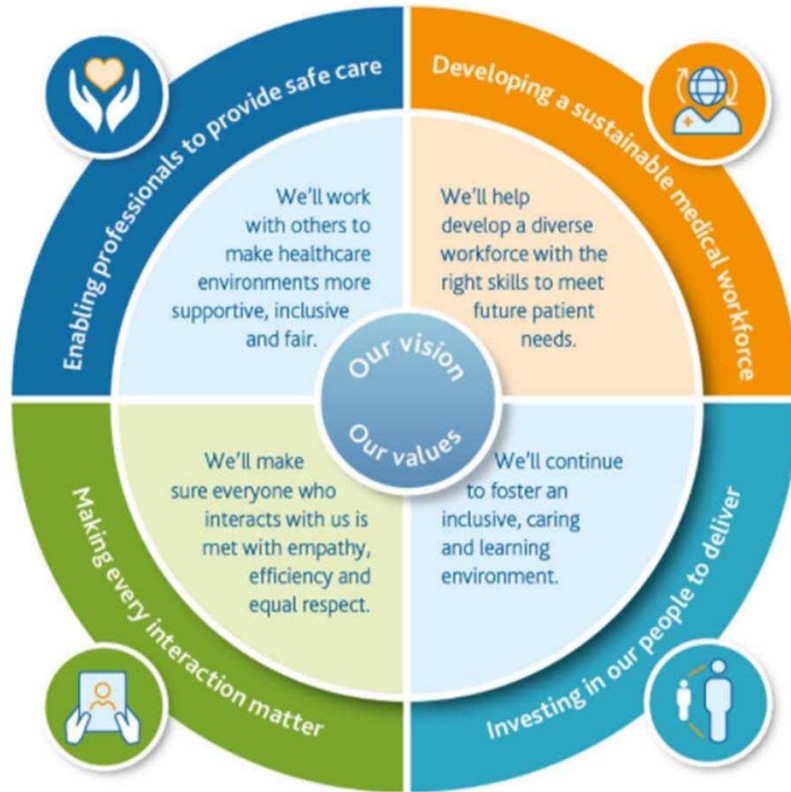 Enabling professionals to provide safe care
We'll work
with others to
make healthcare
environments more
supportive, inclusive
and fair.
Developing a sustainable medical workforce
We'll help
develop a diverse
workforce with the
right skills to meet
future patient
needs.
Our vision
Our values
Making every interaction matter
We'll make
sure everyone who
interacts with us is
met with empathy,
efficiency and
equal respect.
Investing in our people to deliver
We'll continue
to foster an
inclusive, caring
and learning
environment.